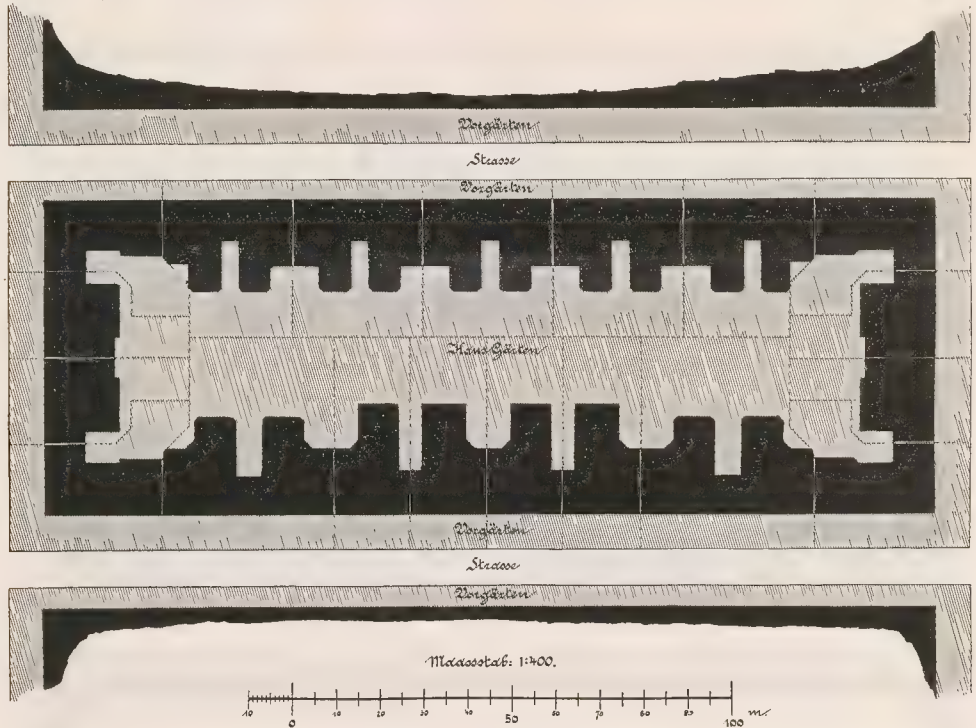 Vorgärten
Strasse
Vorgärten
Haus Gärten
Vorgärten
Strasse
Vorgärten
Maassstab: 1:400.
10 0 10 20 30 40 50 60 70 80 90 100 m.